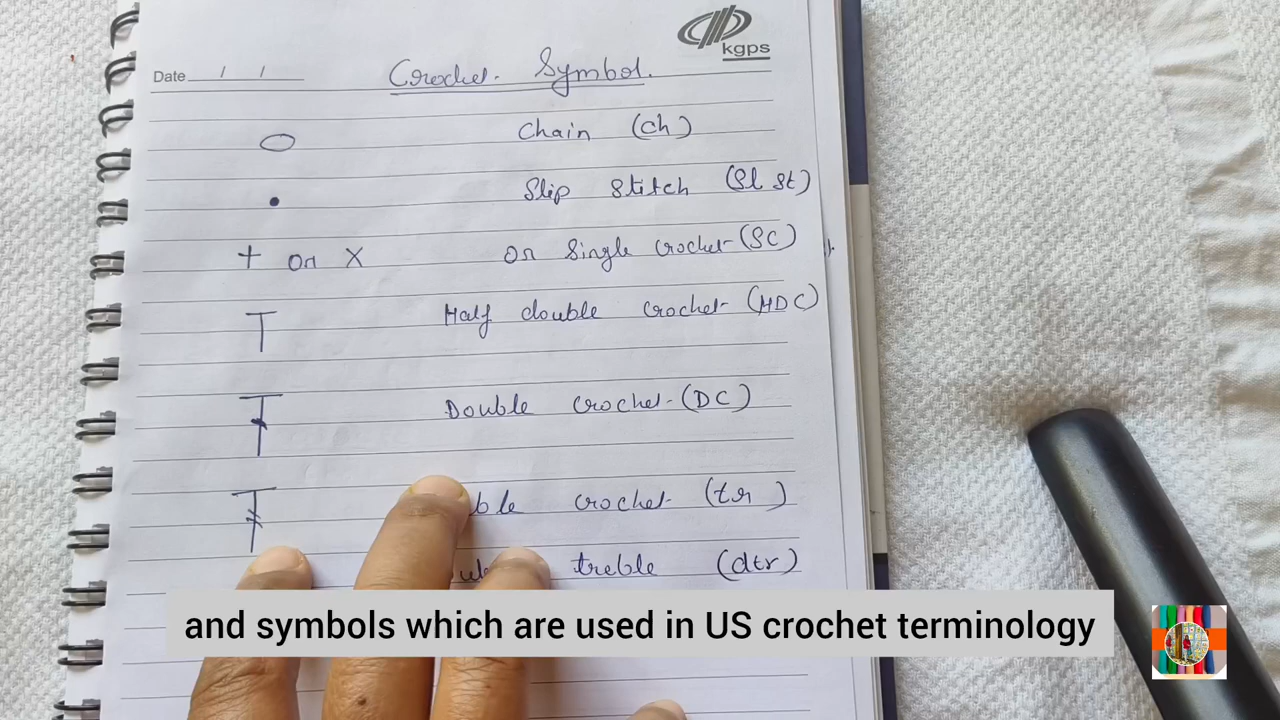 kgps
Date / /
Crochet. Symbol.
Chain (ch)
Slip Stitch (Sl St)
+ or X or Single Crochet (SC)
Half double Crochet (HDC)
Double Crochet (DC)
Crochet (tr)
treble (dtr)
and symbols which are used in US crochet terminology